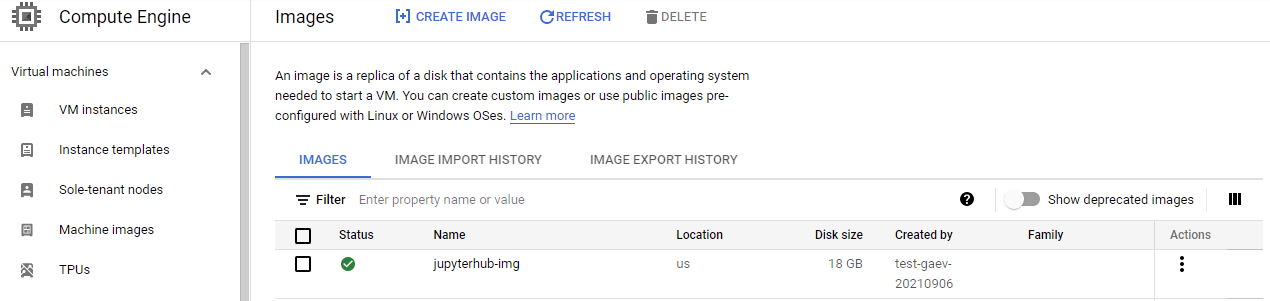 Compute Engine
Images
CREATE IMAGE
REFRESH
DELETE
Virtual machines
VM instances
Instance templates
Sole-tenant nodes
Machine images
TPUs
An image is a replica of a disk that contains the applications and operating system
needed to start a VM. You can create custom images or use public images pre-
configured with Linux or Windows OSes. Learn more
IMAGES
IMAGE IMPORT HISTORY
IMAGE EXPORT HISTORY
Filter Enter property name or value
? Show deprecated images
Status Name Location Disk size Created by Family Actions
jupyterhub-img us 18 GB test-gaev-
20210906